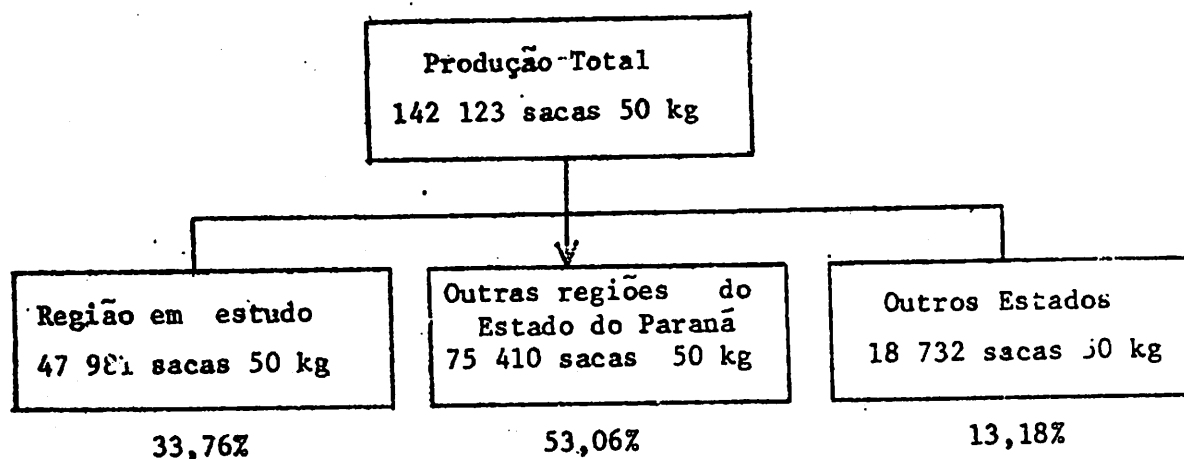 Produção Total
142 123 sacas 50 kg
Região em estudo
47 981 sacas 50 kg
33,76%
Outras regiões do
Estado do Paraná
75 410 sacas 50 kg
53,06%
Outros Estados
18 732 sacas 50 kg
13,18%